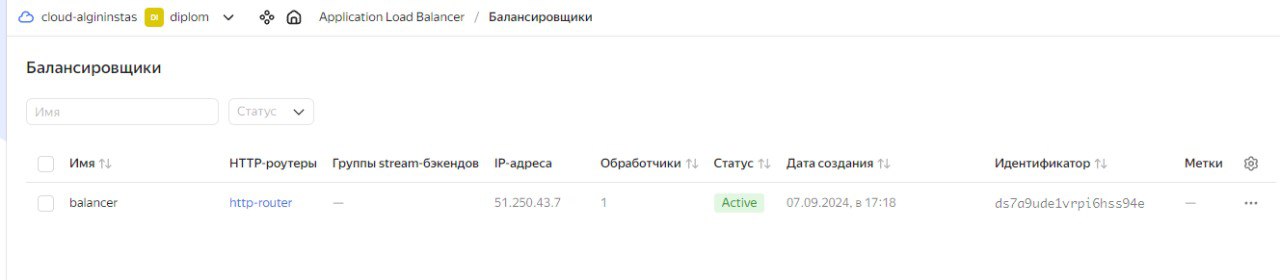 cloud-algininstas DI diplom Application Load Balancer / Балансировщики
Балансировщики
Имя Статус
Имя HTTP-роутеры Группы stream-бэкендов IP-адреса Обработчики Статус Дата создания Идентификатор Метки
balancer http-router — 51.250.43.7 1 Active 07.09.2024, в 17:18 ds7a9ude1vrpi6hss94e —